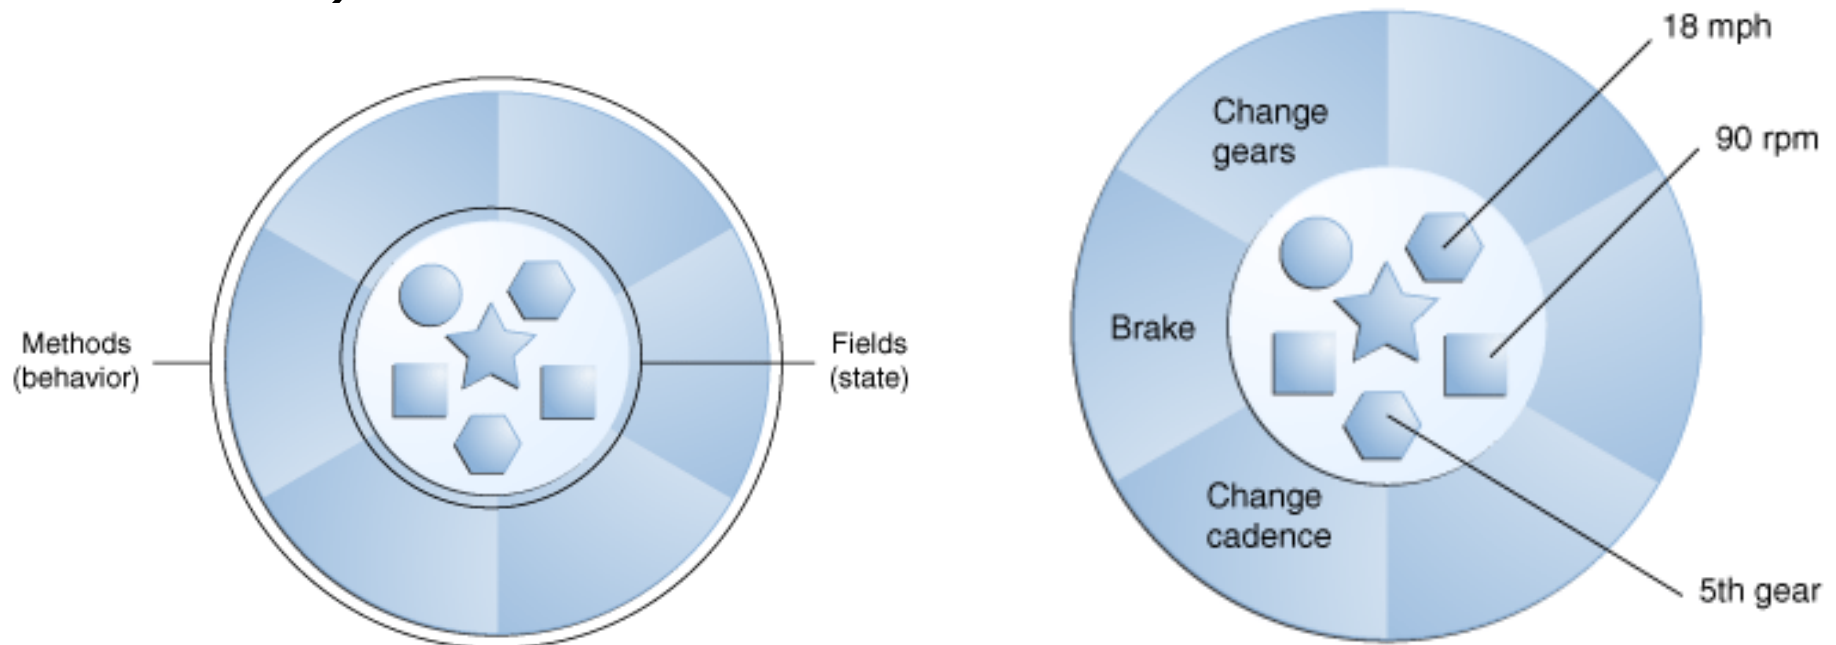 Methods
(behavior)
Fields
(state)
Change
gears
Brake
Change
cadence
18 mph
90 rpm
5th gear